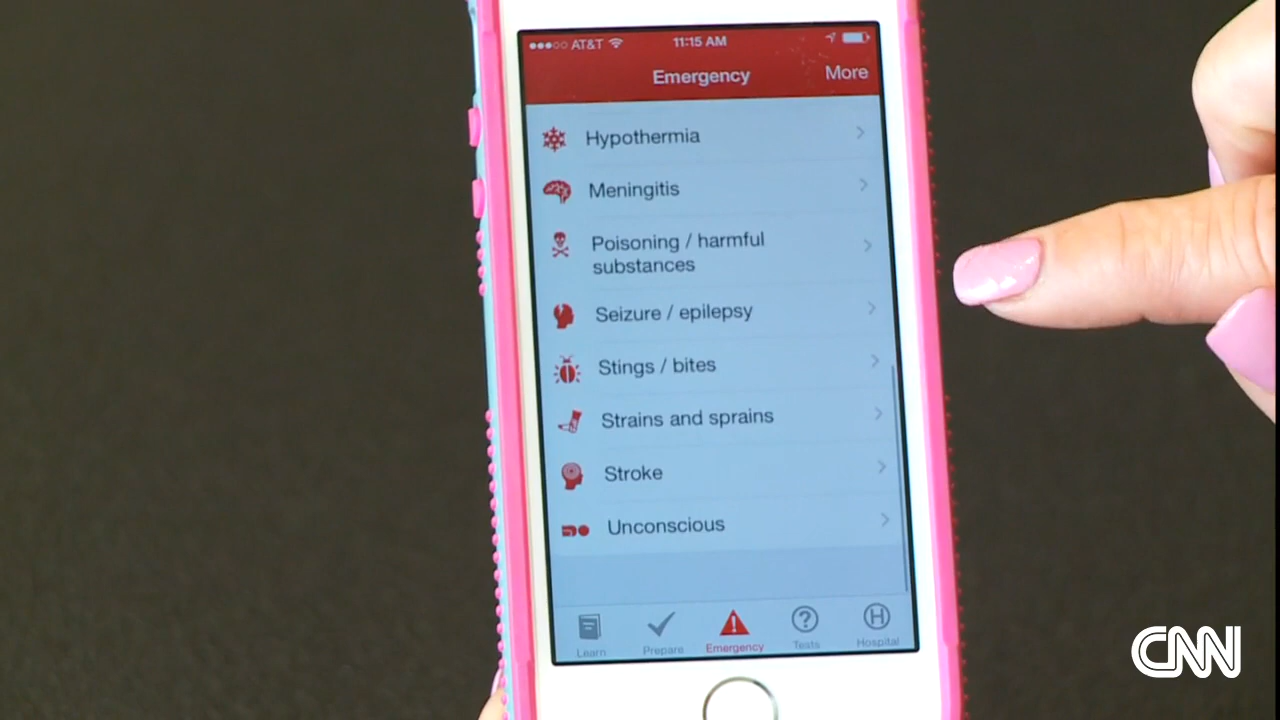 AT&T 11:15 AM
Emergency More
Hypothermia
Meningitis
Poisoning / harmful
substances
Seizure / epilepsy
Stings / bites
Strains and sprains
Stroke
Unconscious
Learn Prepare Emergency Tests Hospital
CNN